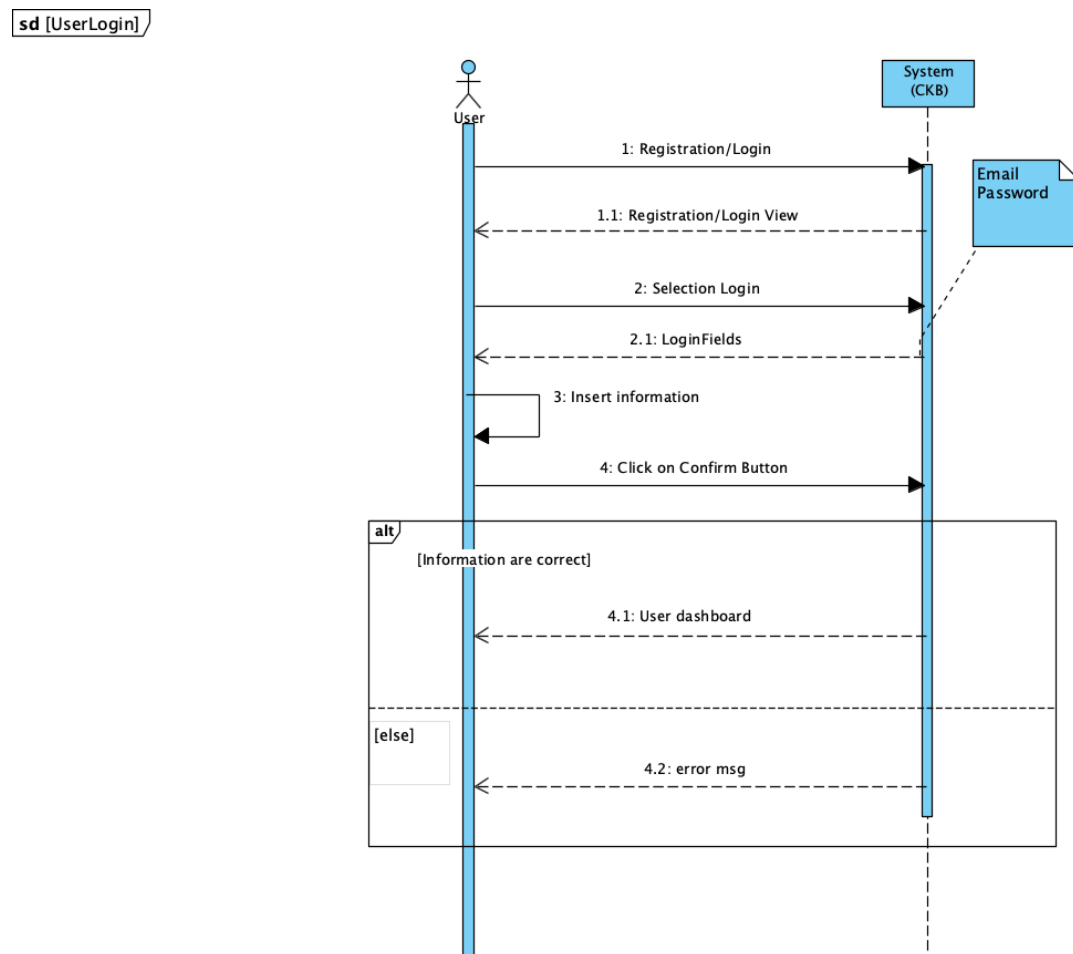 sd [UserLogin]
System
(CKB)
User
1: Registration/Login
Email
Password
1.1: Registration/Login View
2: Selection Login
2.1: LoginFields
3: Insert information
4: Click on Confirm Button
alt
[Information are correct]
4.1: User dashboard
[else]
4.2: error msg